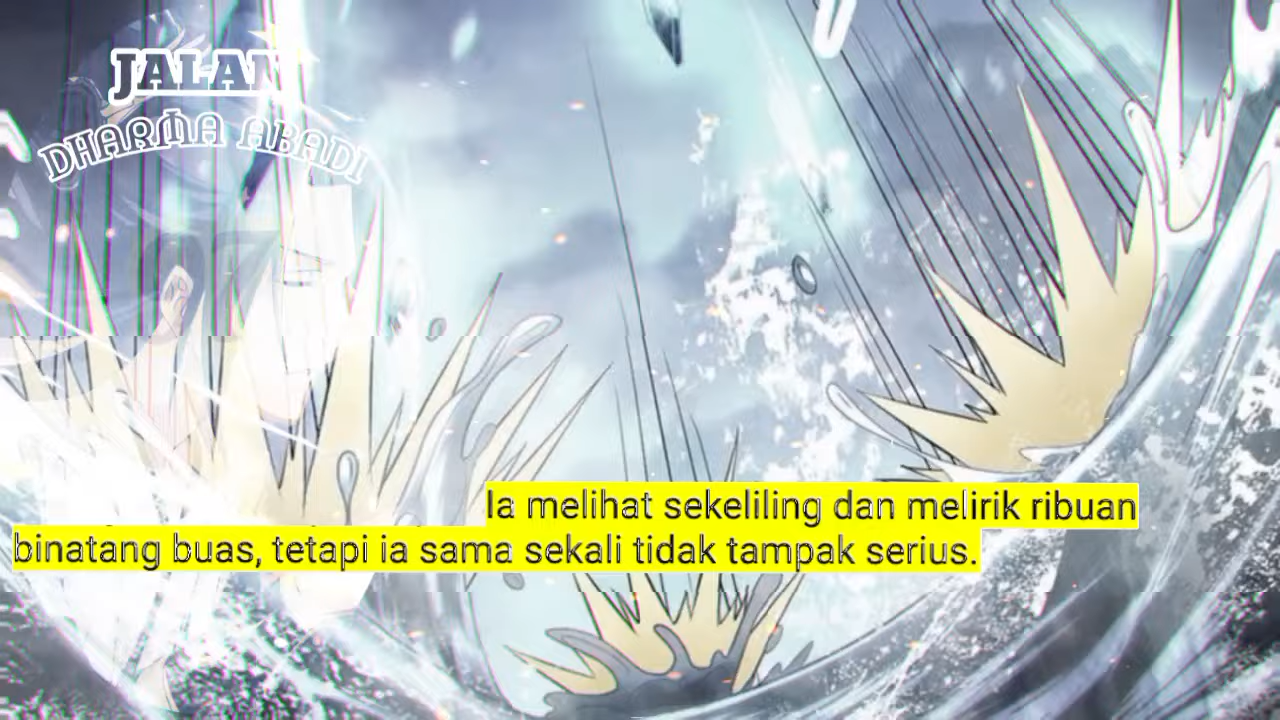 JALAN
DHARMA ABADI
Ia melihat sekeliling dan melirik ribuan
binatang buas, tetapi ia sama sekali tidak tampak serius.